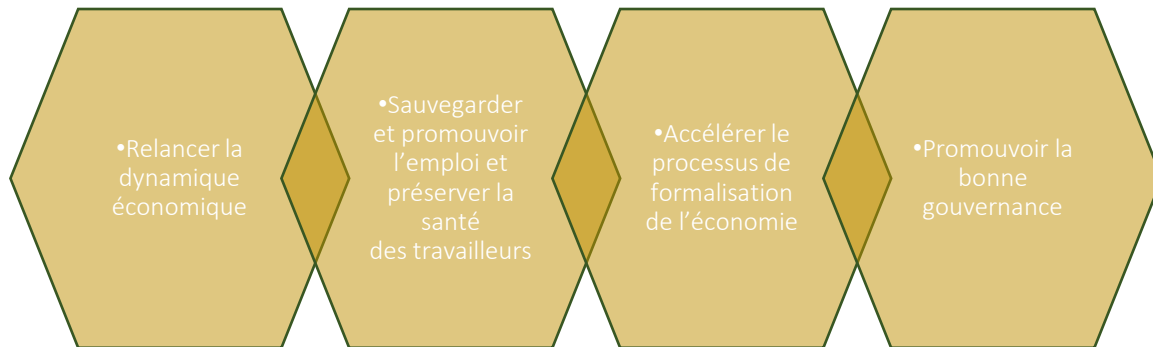 •Relancer la
dynamique
économique
•Sauvegarder
et promouvoir
l’emploi et
préserver la
santé
des travailleurs
•Accélérer le
processus de
formalisation
de l’économie
•Promouvoir la
bonne
gouvernance